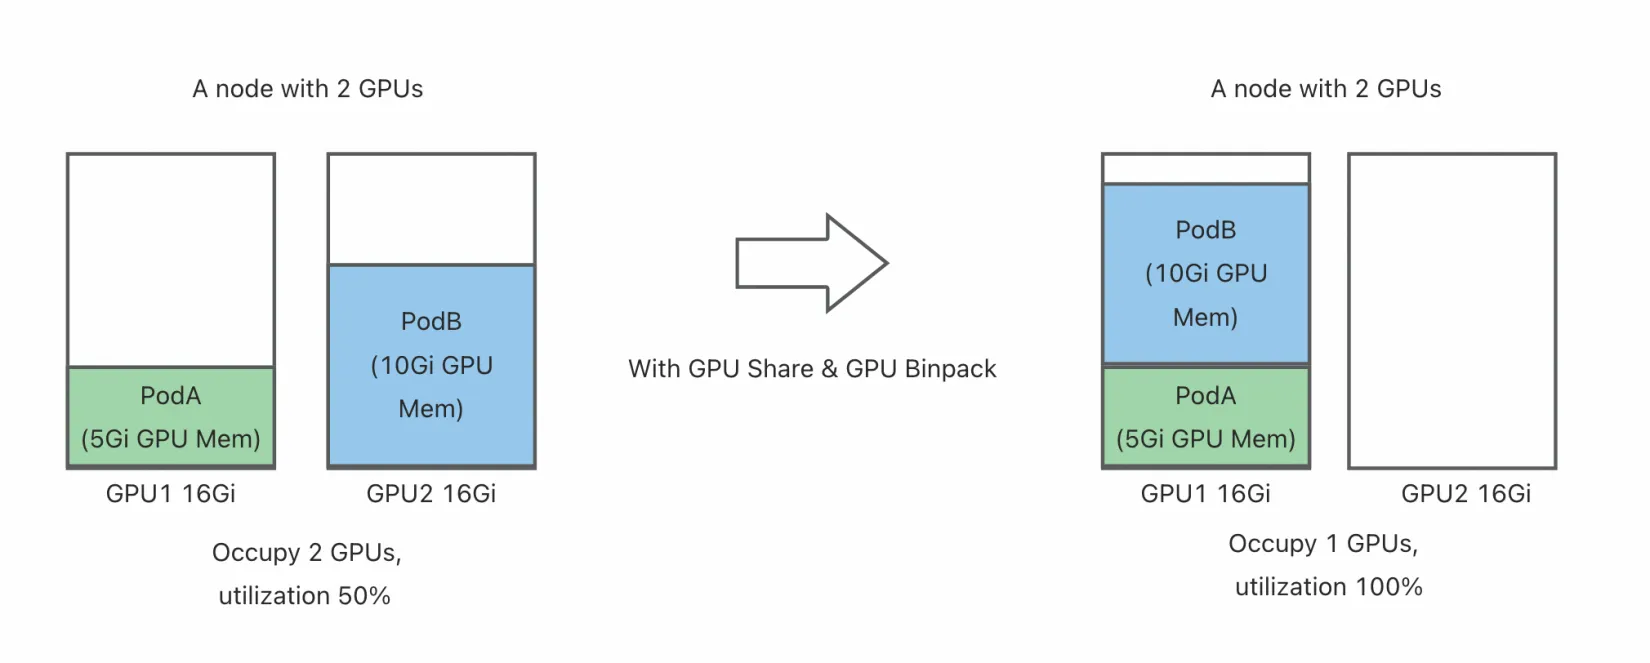 A node with 2 GPUs
PodA
(5Gi GPU Mem)
GPU1 16Gi
PodB
(10Gi GPU
Mem)
GPU2 16Gi
Occupy 2 GPUs,
utilization 50%
With GPU Share & GPU Binpack
A node with 2 GPUs
PodB
(10Gi GPU
Mem)
PodA
(5Gi GPU Mem)
GPU1 16Gi
GPU2 16Gi
Occupy 1 GPUs,
utilization 100%